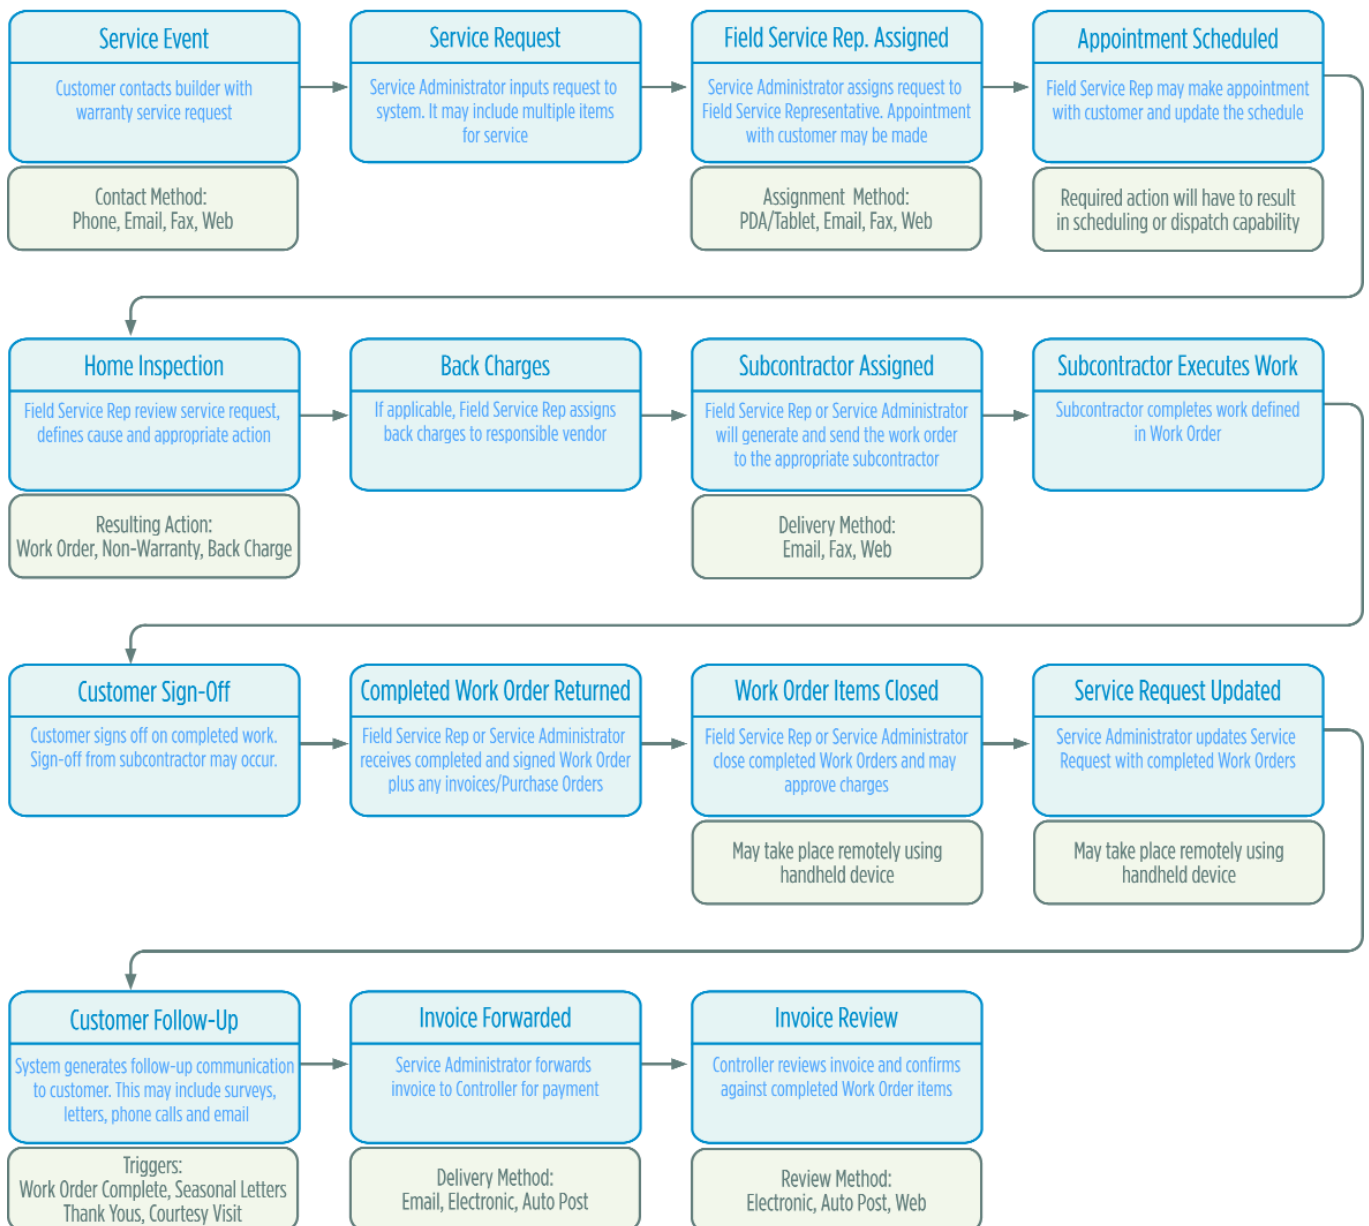 Service Event
Customer contacts builder with
warranty service request
Contact Method:
Phone, Email, Fax, Web
Service Request
Service Administrator inputs request to
system. It may include multiple items
for service
Field Service Rep. Assigned
Service Administrator assigns request to
Field Service Representative. Appointment
with customer may be made
Assignment Method:
PDA/Tablet, Email, Fax, Web
Appointment Scheduled
Field Service Rep may make appointment
with customer and update the schedule
Required action will have to result
in scheduling or dispatch capability
Home Inspection
Field Service Rep review service request,
defines cause and appropriate action
Resulting Action:
Work Order, Non-Warranty, Back Charge
Back Charges
If applicable, Field Service Rep assigns
back charges to responsible vendor
Subcontractor Assigned
Field Service Rep or Service Administrator
will generate and send the work order
to the appropriate subcontractor
Delivery Method:
Email, Fax, Web
Subcontractor Executes Work
Subcontractor completes work defined
in Work Order
Customer Sign-Off
Customer signs off on completed work.
Sign-off from subcontractor may occur.
Completed Work Order Returned
Field Service Rep or Service Administrator
receives completed and signed Work Order
plus any invoices/Purchase Orders
Work Order Items Closed
Field Service Rep or Service Administrator
close completed Work Orders and may
approve charges
May take place remotely using
handheld device
Service Request Updated
Service Administrator updates Service
Request with completed Work Orders
May take place remotely using
handheld device
Customer Follow-Up
System generates follow-up communication
to customer. This may include surveys,
letters, phone calls and email
Triggers:
Work Order Complete, Seasonal Letters
Thank Yous, Courtesy Visit
Invoice Forwarded
Service Administrator forwards
invoice to Controller for payment
Delivery Method:
Email, Electronic, Auto Post
Invoice Review
Controller reviews invoice and confirms
against completed Work Order items
Review Method:
Electronic, Auto Post, Web